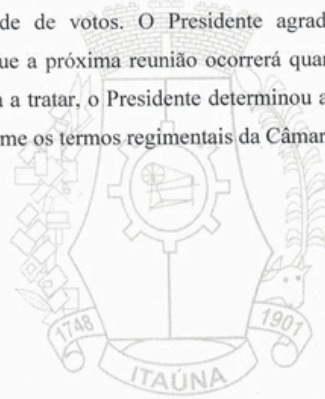 de de votos. O Presidente agrad
que a próxima reunião ocorrerá quar
a tratar, o Presidente determinou a
me os termos regimentais da Câmar
1748
1901
ITAÚNA